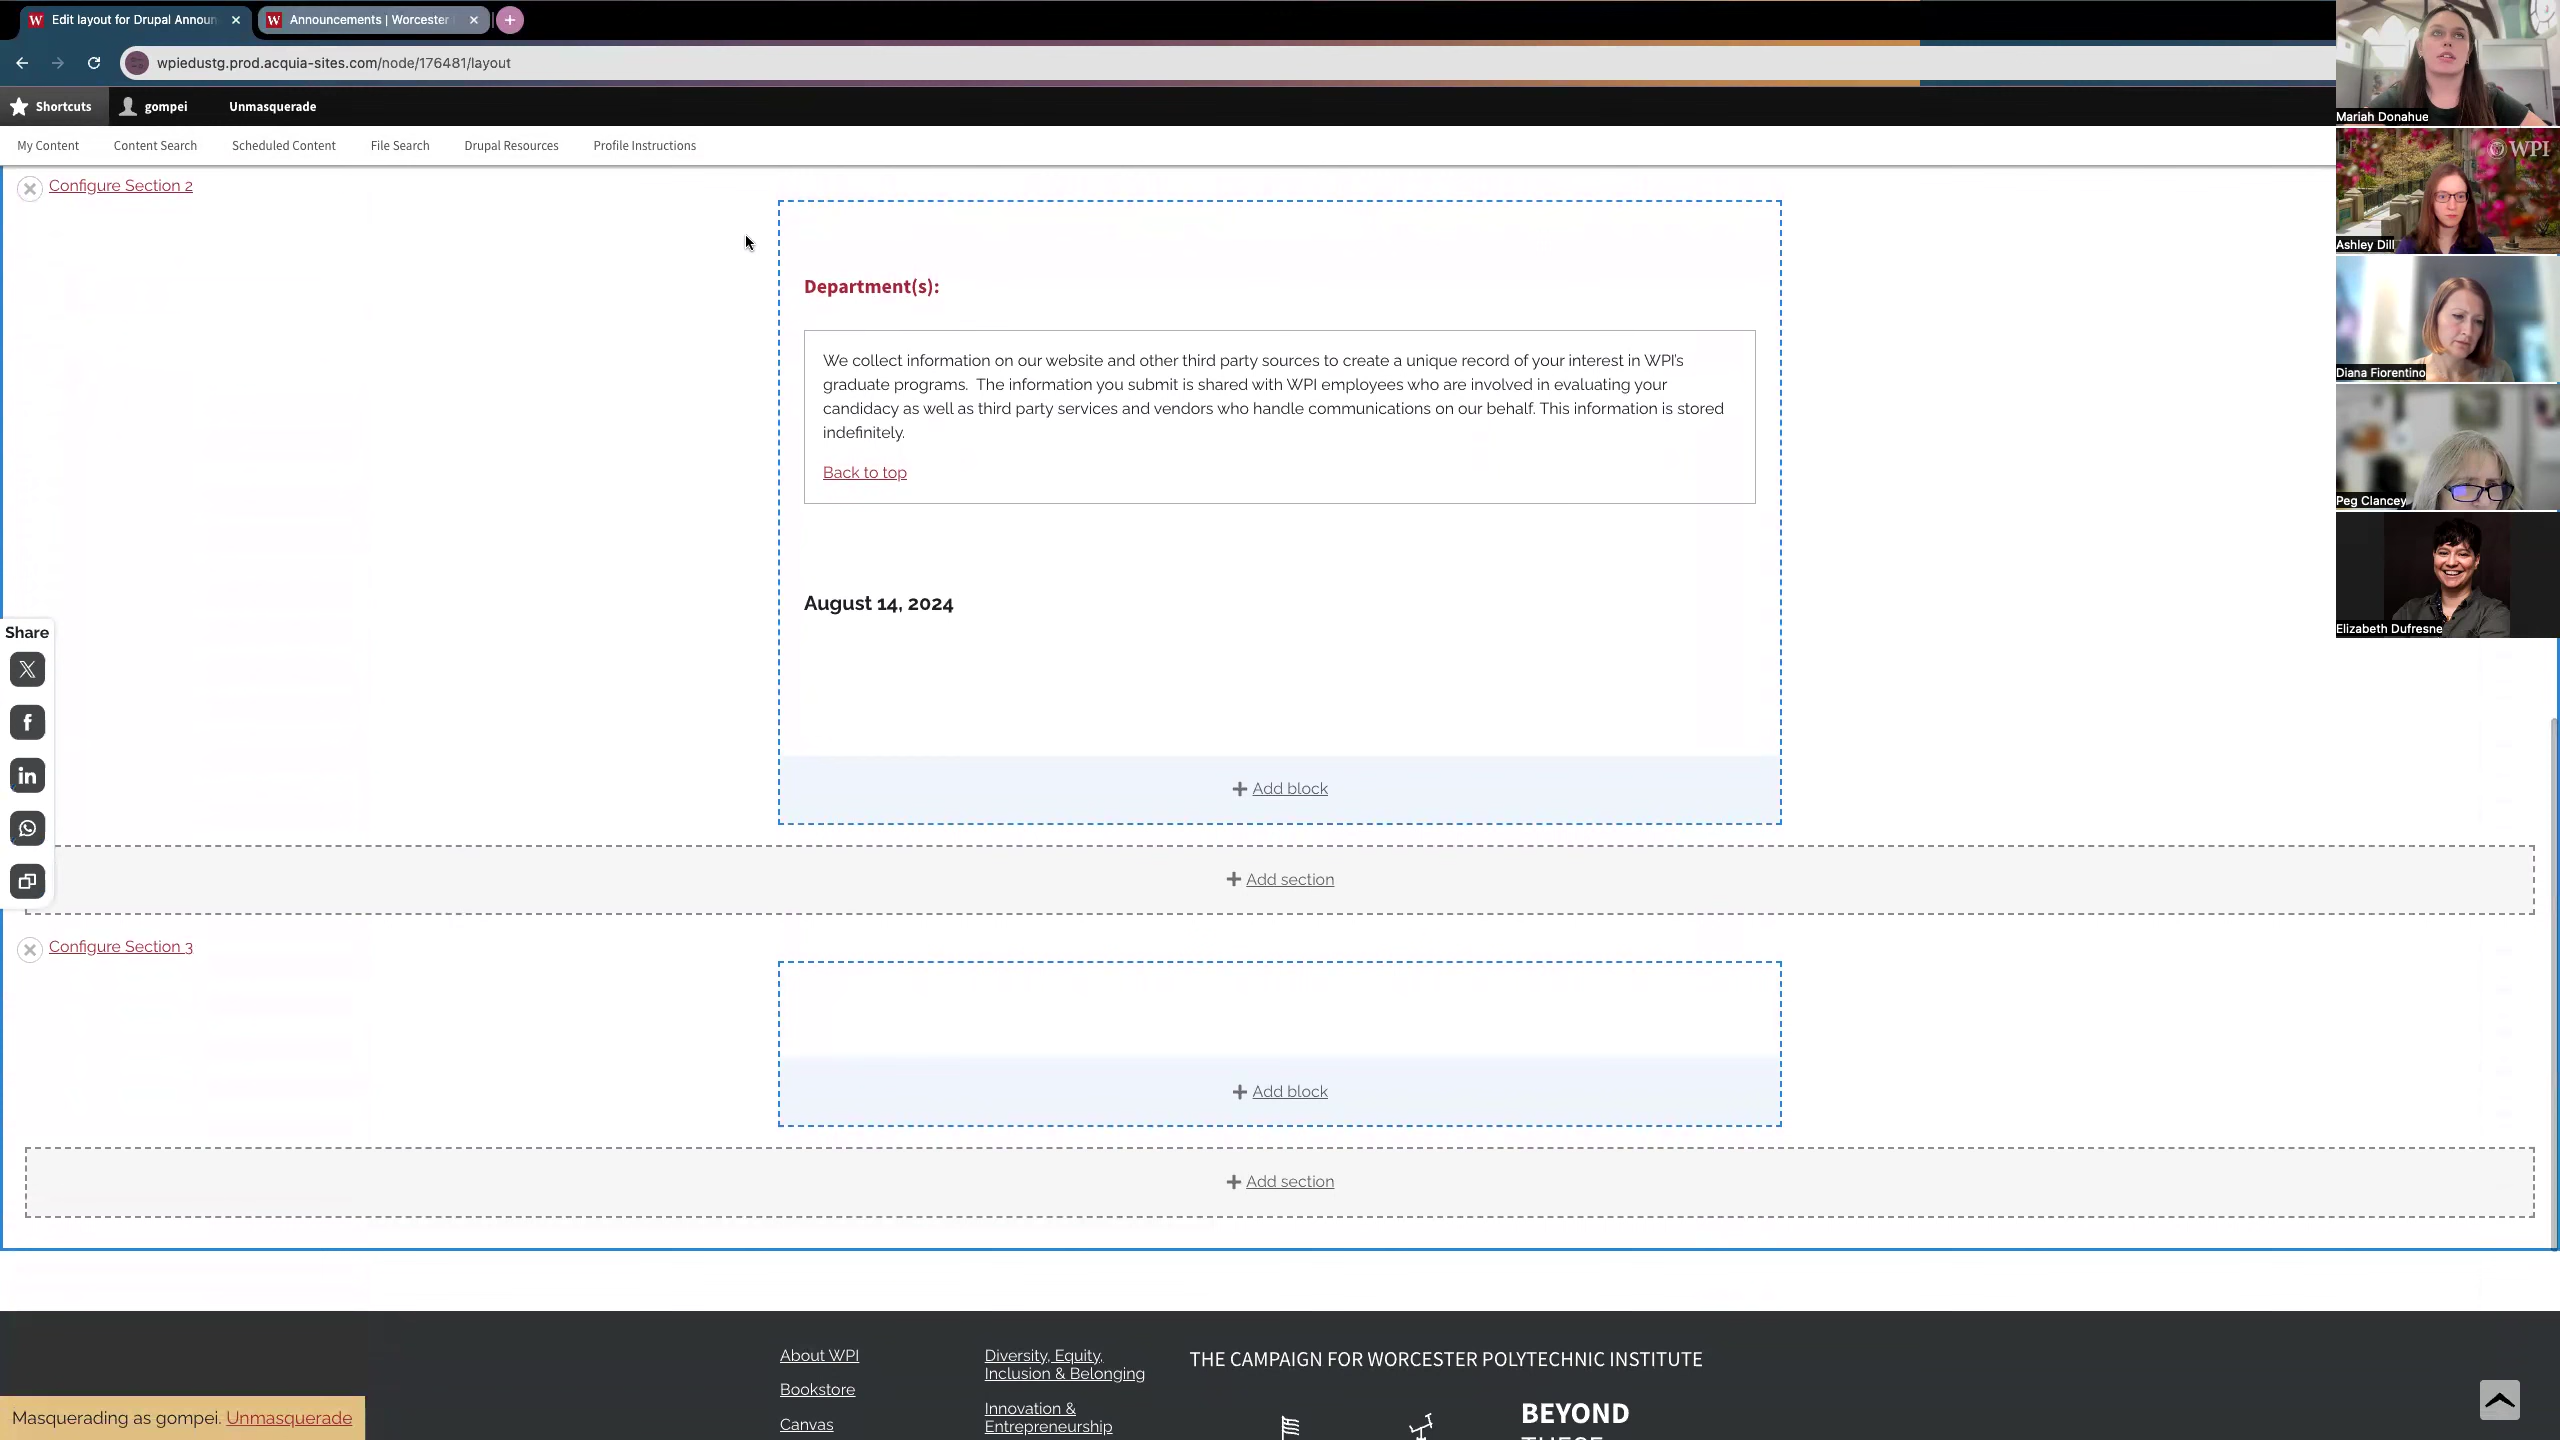 Edit layout for Drupal Announ
Announcements | Worcester
wpiedustg.prod.acquia-sites.com/node/176481/layout
Shortcuts
gompei
Unmasquerade
My Content
Content Search
Scheduled Content
File Search
Drupal Resources
Profile Instructions
Configure Section 2
Department(s):
We collect information on our website and other third party sources to create a unique record of your interest in WPI's
graduate programs.  The information you submit is shared with WPI employees who are involved in evaluating your
candidacy as well as third party services and vendors who handle communications on our behalf. This information is stored
indefinitely.
Back to top
August 14, 2024
Add block
Add section
Configure Section 3
Add block
Add section
Share
About WPI
Bookstore
Canvas
Diversity, Equity,
Inclusion & Belonging
Innovation &
Entrepreneurship
THE CAMPAIGN FOR WORCESTER POLYTECHNIC INSTITUTE
BEYOND
THESE
Masquerading as gompei. Unmasquerade
Mariah Donahue
WPI
Ashley Dill
Diana Fiorentino
Peg Clancey
Elizabeth Dufresne